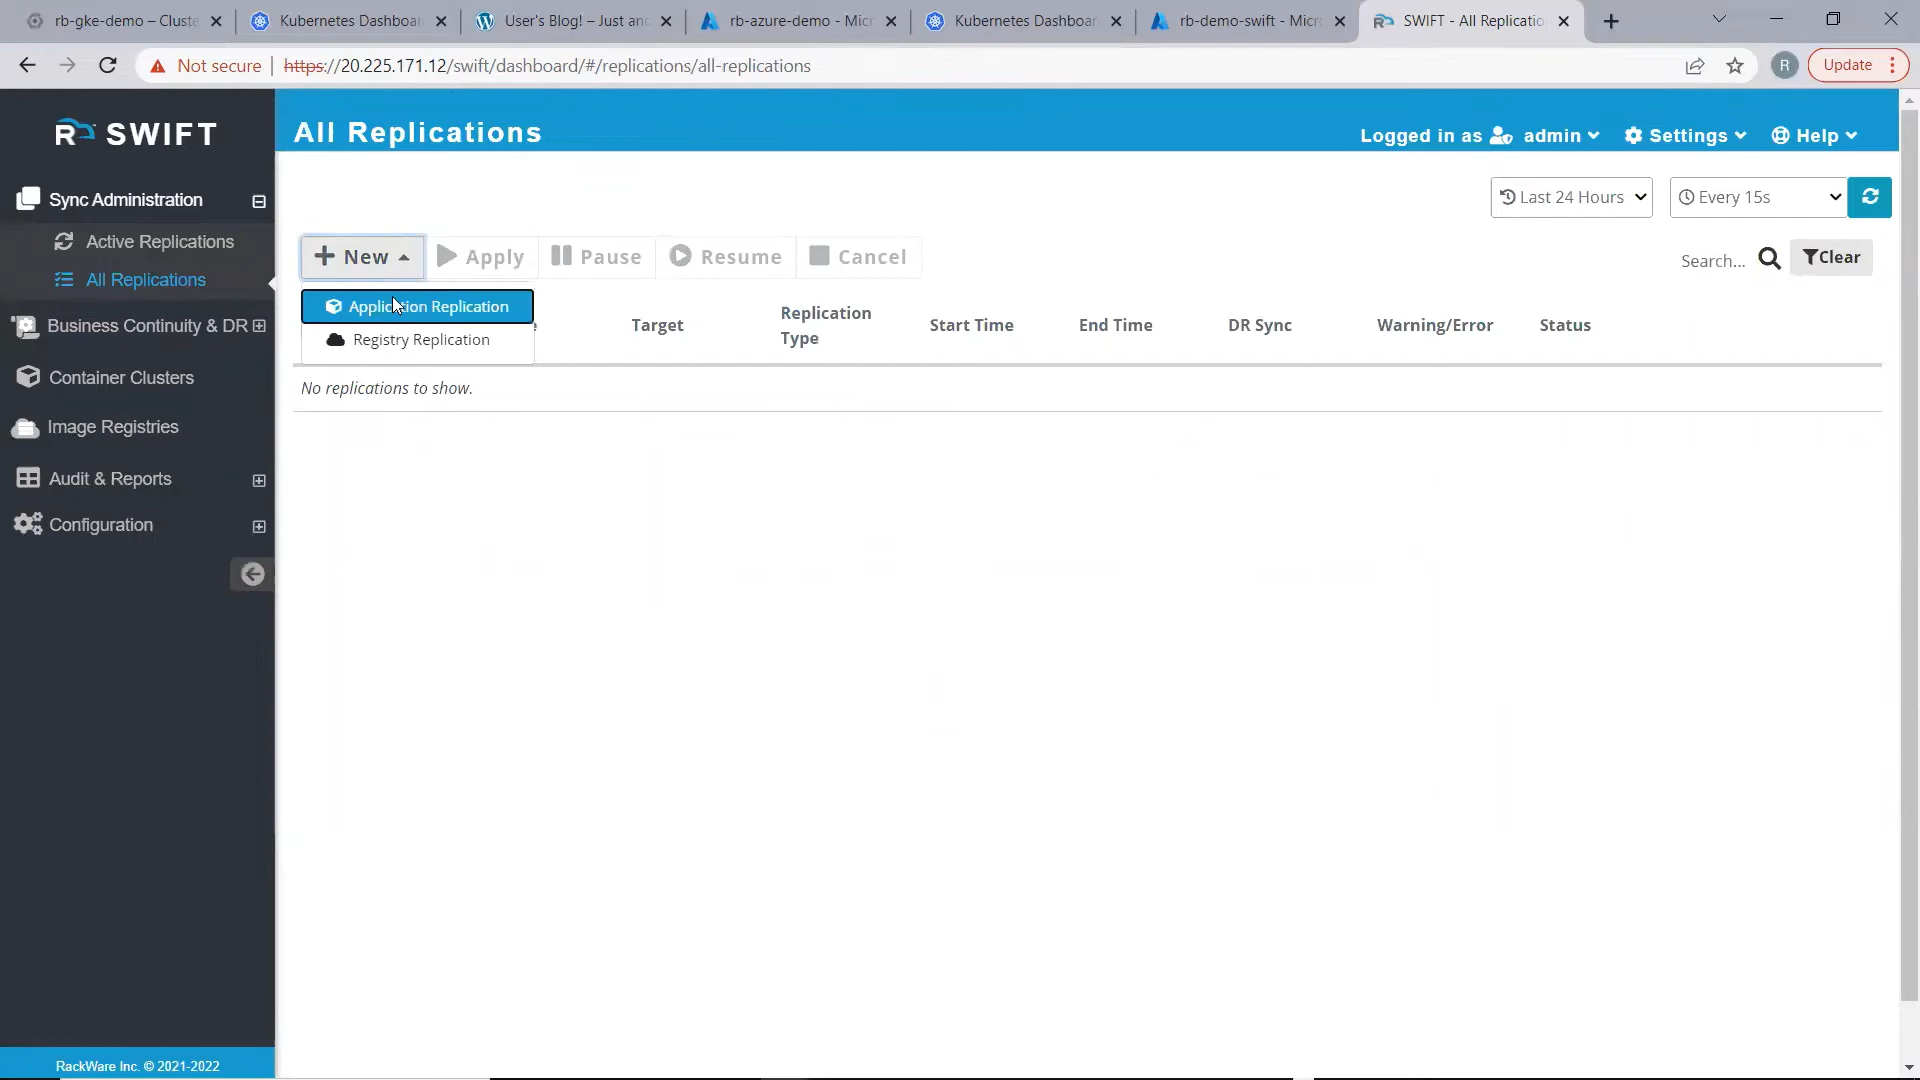 rb-gke-demo – Cluste
Kubernetes Dashboar
User's Blog! – Just an
rb-azure-demo - Micr
Kubernetes Dashboar
rb-demo-swift - Micro
SWIFT - All Replicatio
Not secure
https://20.225.171.12/swift/dashboard/#/replications/all-replications
R
Update
SWIFT
All Replications
Logged in as admin
Settings
Help
Sync Administration
Active Replications
All Replications
Business Continuity & DR
Container Clusters
Image Registries
Audit & Reports
Configuration
RackWare Inc. © 2021-2022
Last 24 Hours
Every 15s
New
Apply
Pause
Resume
Cancel
Search...
Clear
Application Replication
Registry Replication
Target
Replication
Type
Start Time
End Time
DR Sync
Warning/Error
Status
No replications to show.